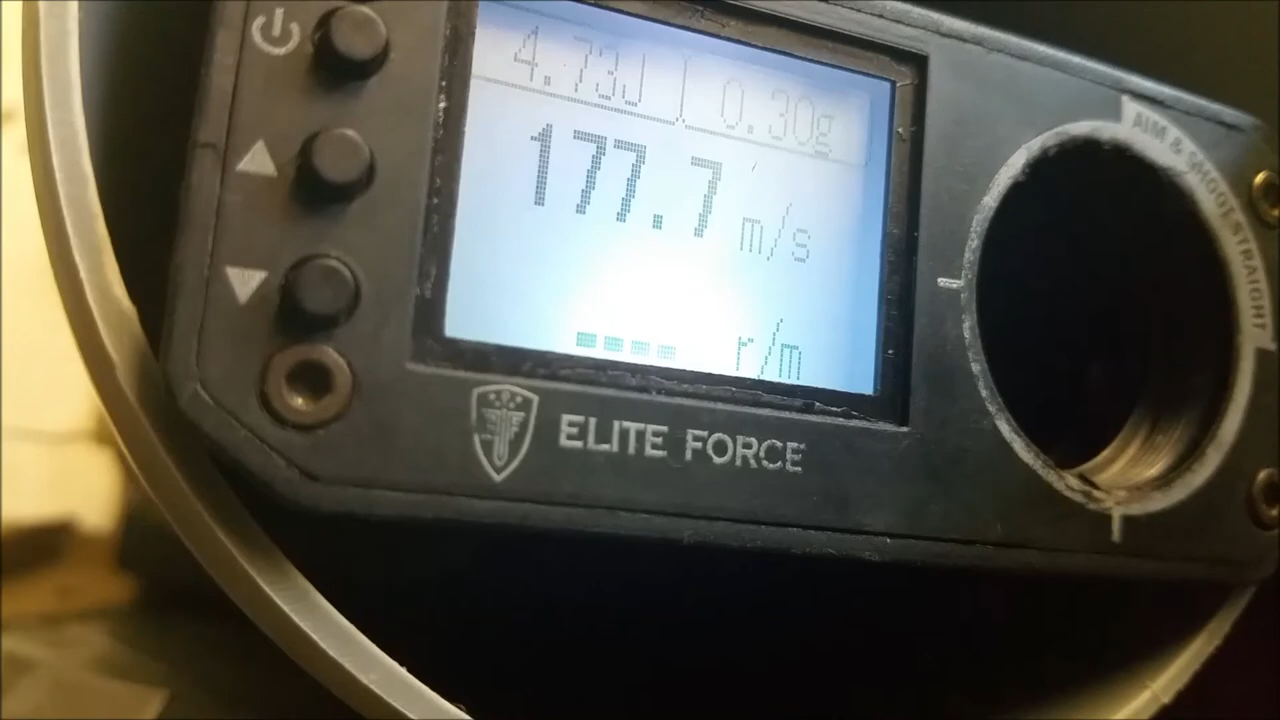 4.73J 0.30g
177.7 m/s
---- r/m
ELITE FORCE
AIM & SHOOT STRAIGHT